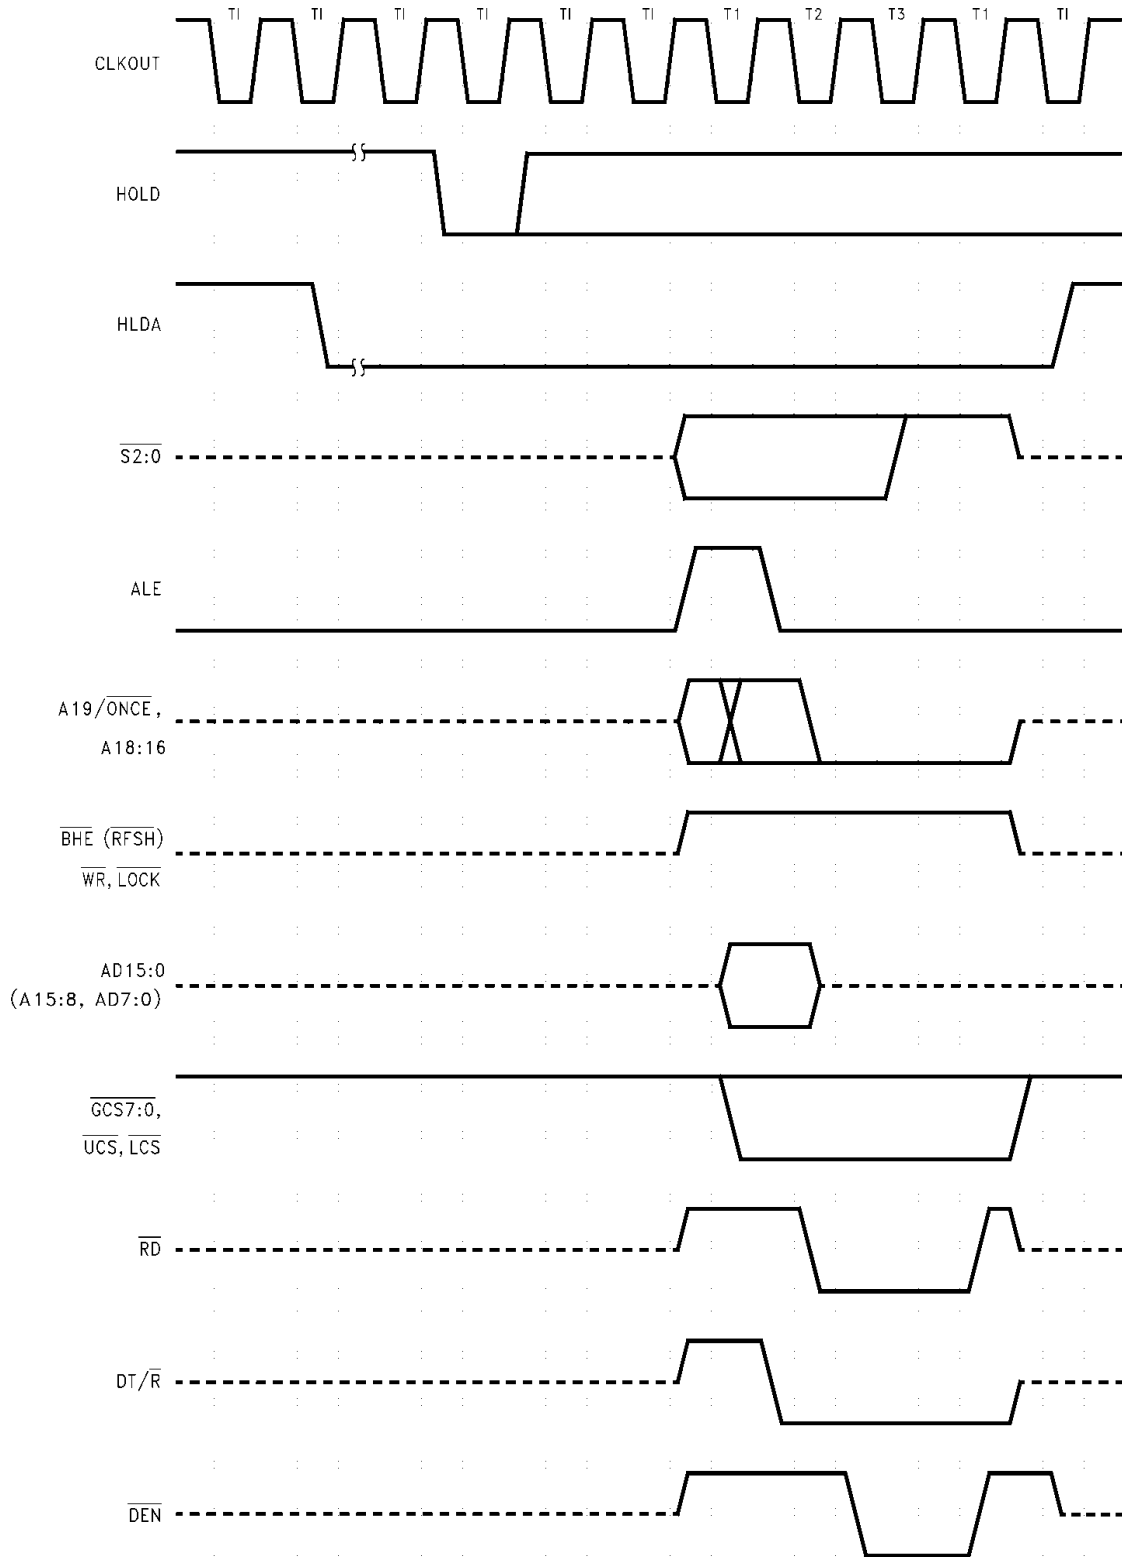 TI TI TI TI TI TI T1 T2 T3 T1 TI
CLKOUT
HOLD
HLDA
S2:0
ALE
A19/ONCE,
A18:16
BHE (RFSH)
WR, LOCK
AD15:0
(A15:8, AD7:0)
GCS7:0,
UCS, LCS
RD
DT/R
DEN